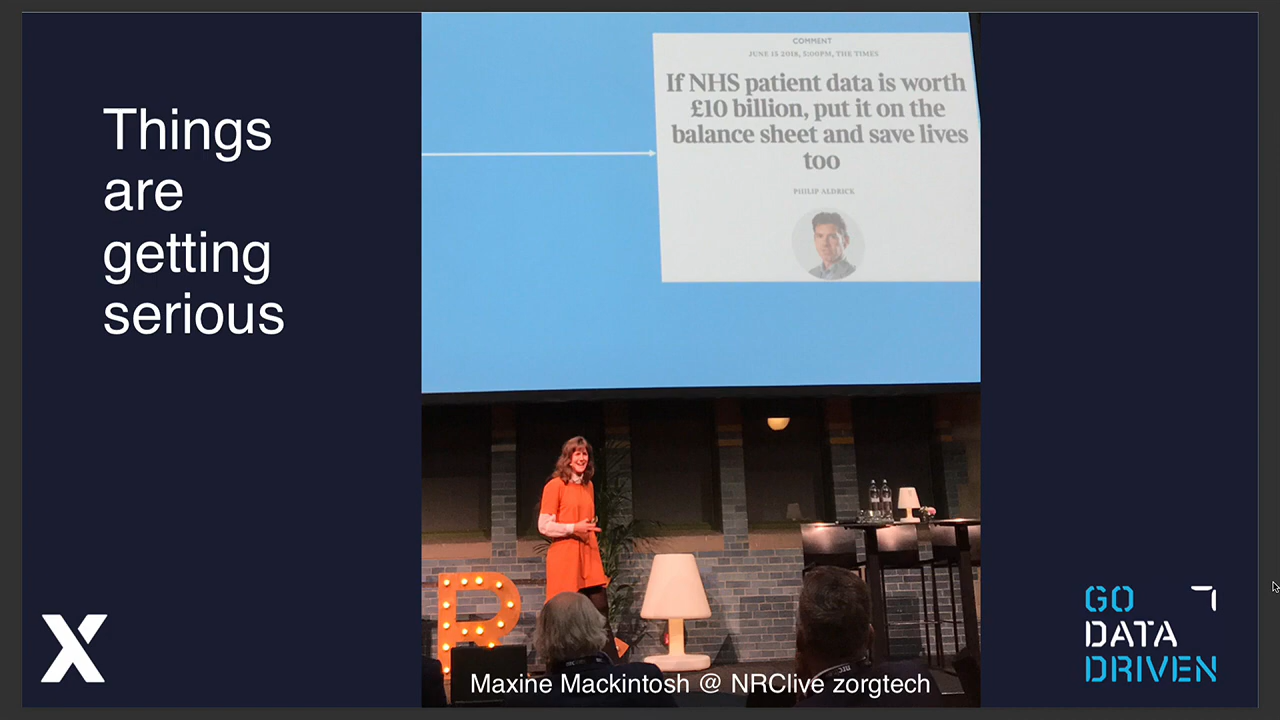 Things
are
getting
serious
COMMENT
JUNE 15 2018, 5:00PM, THE TIMES
If NHS patient data is worth
£10 billion, put it on the
balance sheet and save lives
too
PHILIP ALDRICK
R
Maxine Mackintosh @ NRClive zorgtech
X
GO
DATA
DRIVEN